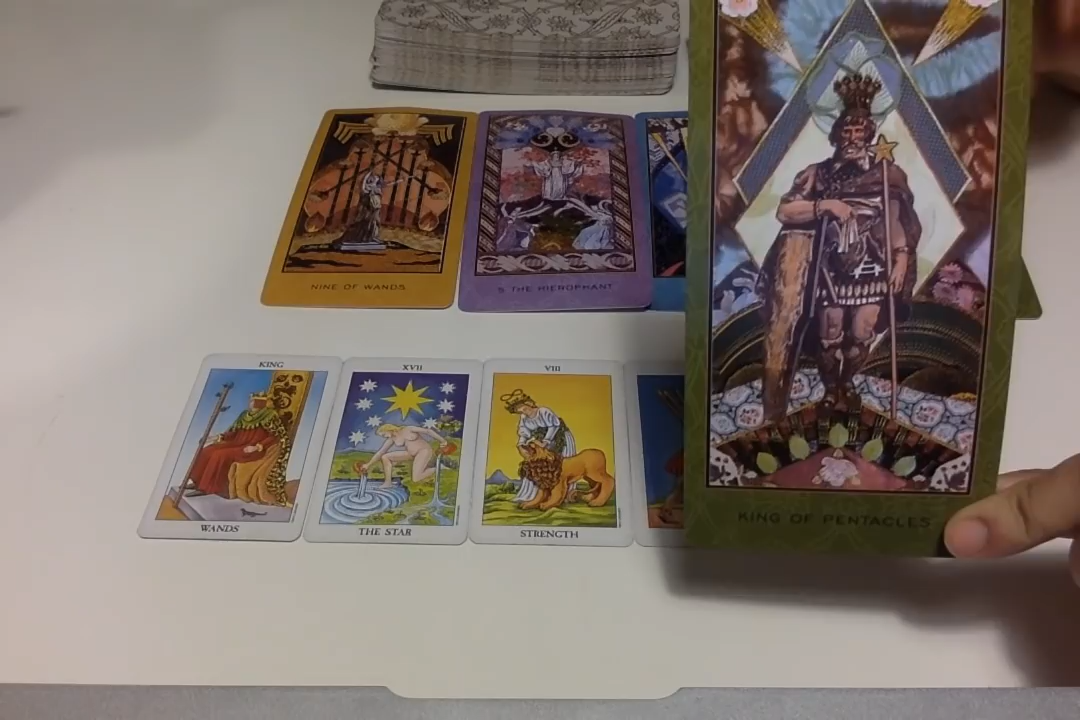 NINE OF WANDS
5 THE HIEROPHANT
KING OF PENTACLES
KING
WANDS
XVII
THE STAR
VIII
STRENGTH